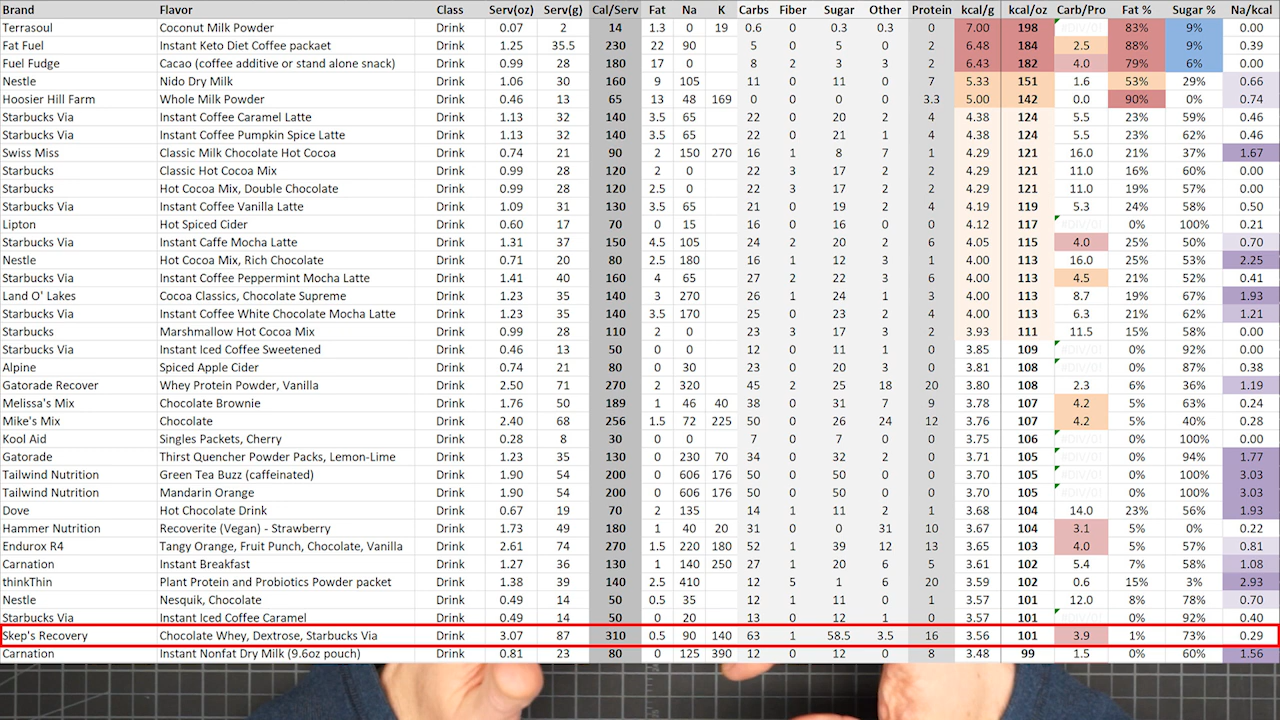 Brand Flavor Class Serv(oz) Serv(g) Cal/Serv Fat Na K Carbs Fiber Sugar Other Protein kcal/g kcal/oz Carb/Pro Fat % Sugar % Na/kcal
Terrasoul Coconut Milk Powder Drink 0.07 2 14 1.3 0 19 0.6 0 0.3 0.3 0 7.00 198 #DIV/0! 83% 9% 0.00
Fat Fuel Instant Keto Diet Coffee packaet Drink 1.25 35.5 230 22 90 5 0 5 0 2 6.48 184 2.5 88% 9% 0.39
Fuel Fudge Cacao (coffee additive or stand alone snack) Drink 0.99 28 180 17 0 8 2 3 3 2 6.43 182 4.0 79% 6% 0.00
Nestle Nido Dry Milk Drink 1.06 30 160 9 105 11 0 11 0 7 5.33 151 1.6 53% 29% 0.66
Hoosier Hill Farm Whole Milk Powder Drink 0.46 13 65 13 48 169 0 0 0 0 3.3 5.00 142 0.0 90% 0% 0.74
Starbucks Via Instant Coffee Caramel Latte Drink 1.13 32 140 3.5 65 22 0 20 2 4 4.38 124 5.5 23% 59% 0.46
Starbucks Via Instant Coffee Pumpkin Spice Latte Drink 1.13 32 140 3.5 65 22 0 21 1 4 4.38 124 5.5 23% 62% 0.46
Swiss Miss Classic Milk Chocolate Hot Cocoa Drink 0.74 21 90 2 150 270 16 1 8 7 1 4.29 121 16.0 21% 37% 1.67
Starbucks Classic Hot Cocoa Mix Drink 0.99 28 120 2 0 22 3 17 2 2 4.29 121 11.0 16% 60% 0.00
Starbucks Hot Cocoa Mix, Double Chocolate Drink 0.99 28 120 2.5 0 22 3 17 2 2 4.29 121 11.0 19% 57% 0.00
Starbucks Via Instant Coffee Vanilla Latte Drink 1.09 31 130 3.5 65 21 0 19 2 4 4.19 119 5.3 24% 58% 0.50
Lipton Hot Spiced Cider Drink 0.60 17 70 0 15 16 0 16 0 0 4.12 117 #DIV/0! 0% 100% 0.21
Starbucks Via Instant Caffe Mocha Latte Drink 1.31 37 150 4.5 105 24 2 20 2 6 4.05 115 4.0 25% 50% 0.70
Nestle Hot Cocoa Mix, Rich Chocolate Drink 0.71 20 80 2.5 180 16 1 12 3 1 4.00 113 16.0 25% 53% 2.25
Starbucks Via Instant Coffee Peppermint Mocha Latte Drink 1.41 40 160 4 65 27 2 22 3 6 4.00 113 4.5 21% 52% 0.41
Land O' Lakes Cocoa Classics, Chocolate Supreme Drink 1.23 35 140 3 270 26 1 24 1 3 4.00 113 8.7 19% 67% 1.93
Starbucks Via Instant Coffee White Chocolate Mocha Latte Drink 1.23 35 140 3.5 170 25 0 23 2 4 4.00 113 6.3 21% 62% 1.21
Starbucks Marshmallow Hot Cocoa Mix Drink 0.99 28 110 2 0 23 3 17 3 2 3.93 111 11.5 15% 58% 0.00
Starbucks Via Instant Iced Coffee Sweetened Drink 0.46 13 50 0 0 12 0 11 1 0 3.85 109 #DIV/0! 0% 92% 0.00
Alpine Spiced Apple Cider Drink 0.74 21 80 0 30 23 0 20 3 0 3.81 108 #DIV/0! 0% 87% 0.38
Gatorade Recover Whey Protein Powder, Vanilla Drink 2.50 71 270 2 320 45 2 25 18 20 3.80 108 2.3 6% 36% 1.19
Melissa's Mix Chocolate Brownie Drink 1.76 50 189 1 46 40 38 0 31 7 9 3.78 107 4.2 5% 63% 0.24
Mike's Mix Chocolate Drink 2.40 68 256 1.5 72 225 50 0 26 24 12 3.76 107 4.2 5% 40% 0.28
Kool Aid Singles Packets, Cherry Drink 0.28 8 30 0 0 7 0 7 0 0 3.75 106 #DIV/0! 0% 100% 0.00
Gatorade Thirst Quencher Powder Packs, Lemon-Lime Drink 1.23 35 130 0 230 70 34 0 32 2 0 3.71 105 #DIV/0! 0% 94% 1.77
Tailwind Nutrition Green Tea Buzz (caffeinated) Drink 1.90 54 200 0 606 176 50 0 50 0 0 3.70 105 #DIV/0! 0% 100% 3.03
Tailwind Nutrition Mandarin Orange Drink 1.90 54 200 0 606 176 50 0 50 0 0 3.70 105 #DIV/0! 0% 100% 3.03
Dove Hot Chocolate Drink Drink 0.67 19 70 2 135 14 1 11 2 1 3.68 104 14.0 23% 56% 1.93
Hammer Nutrition Recoverite (Vegan) - Strawberry Drink 1.73 49 180 1 40 20 31 0 0 31 10 3.67 104 3.1 5% 0% 0.22
Endurox R4 Tangy Orange, Fruit Punch, Chocolate, Vanilla Drink 2.61 74 270 1.5 220 180 52 1 39 12 13 3.65 103 4.0 5% 57% 0.81
Carnation Instant Breakfast Drink 1.27 36 130 1 140 250 27 1 20 6 5 3.61 102 5.4 7% 58% 1.08
thinkThin Plant Protein and Probiotics Powder packet Drink 1.38 39 140 2.5 410 12 5 1 6 20 3.59 102 0.6 15% 3% 2.93
Nestle Nesquik, Chocolate Drink 0.49 14 50 0.5 35 12 1 11 0 1 3.57 101 12.0 8% 78% 0.70
Starbucks Via Instant Iced Coffee Caramel Drink 0.49 14 50 0 20 13 0 12 1 0 3.57 101 #DIV/0! 0% 92% 0.40
Skep's Recovery Chocolate Whey, Dextrose, Starbucks Via Drink 3.07 87 310 0.5 90 140 63 1 58.5 3.5 16 3.56 101 3.9 1% 73% 0.29
Carnation Instant Nonfat Dry Milk (9.6oz pouch) Drink 0.81 23 80 0 125 390 12 0 12 0 8 3.48 99 1.5 0% 60% 1.56